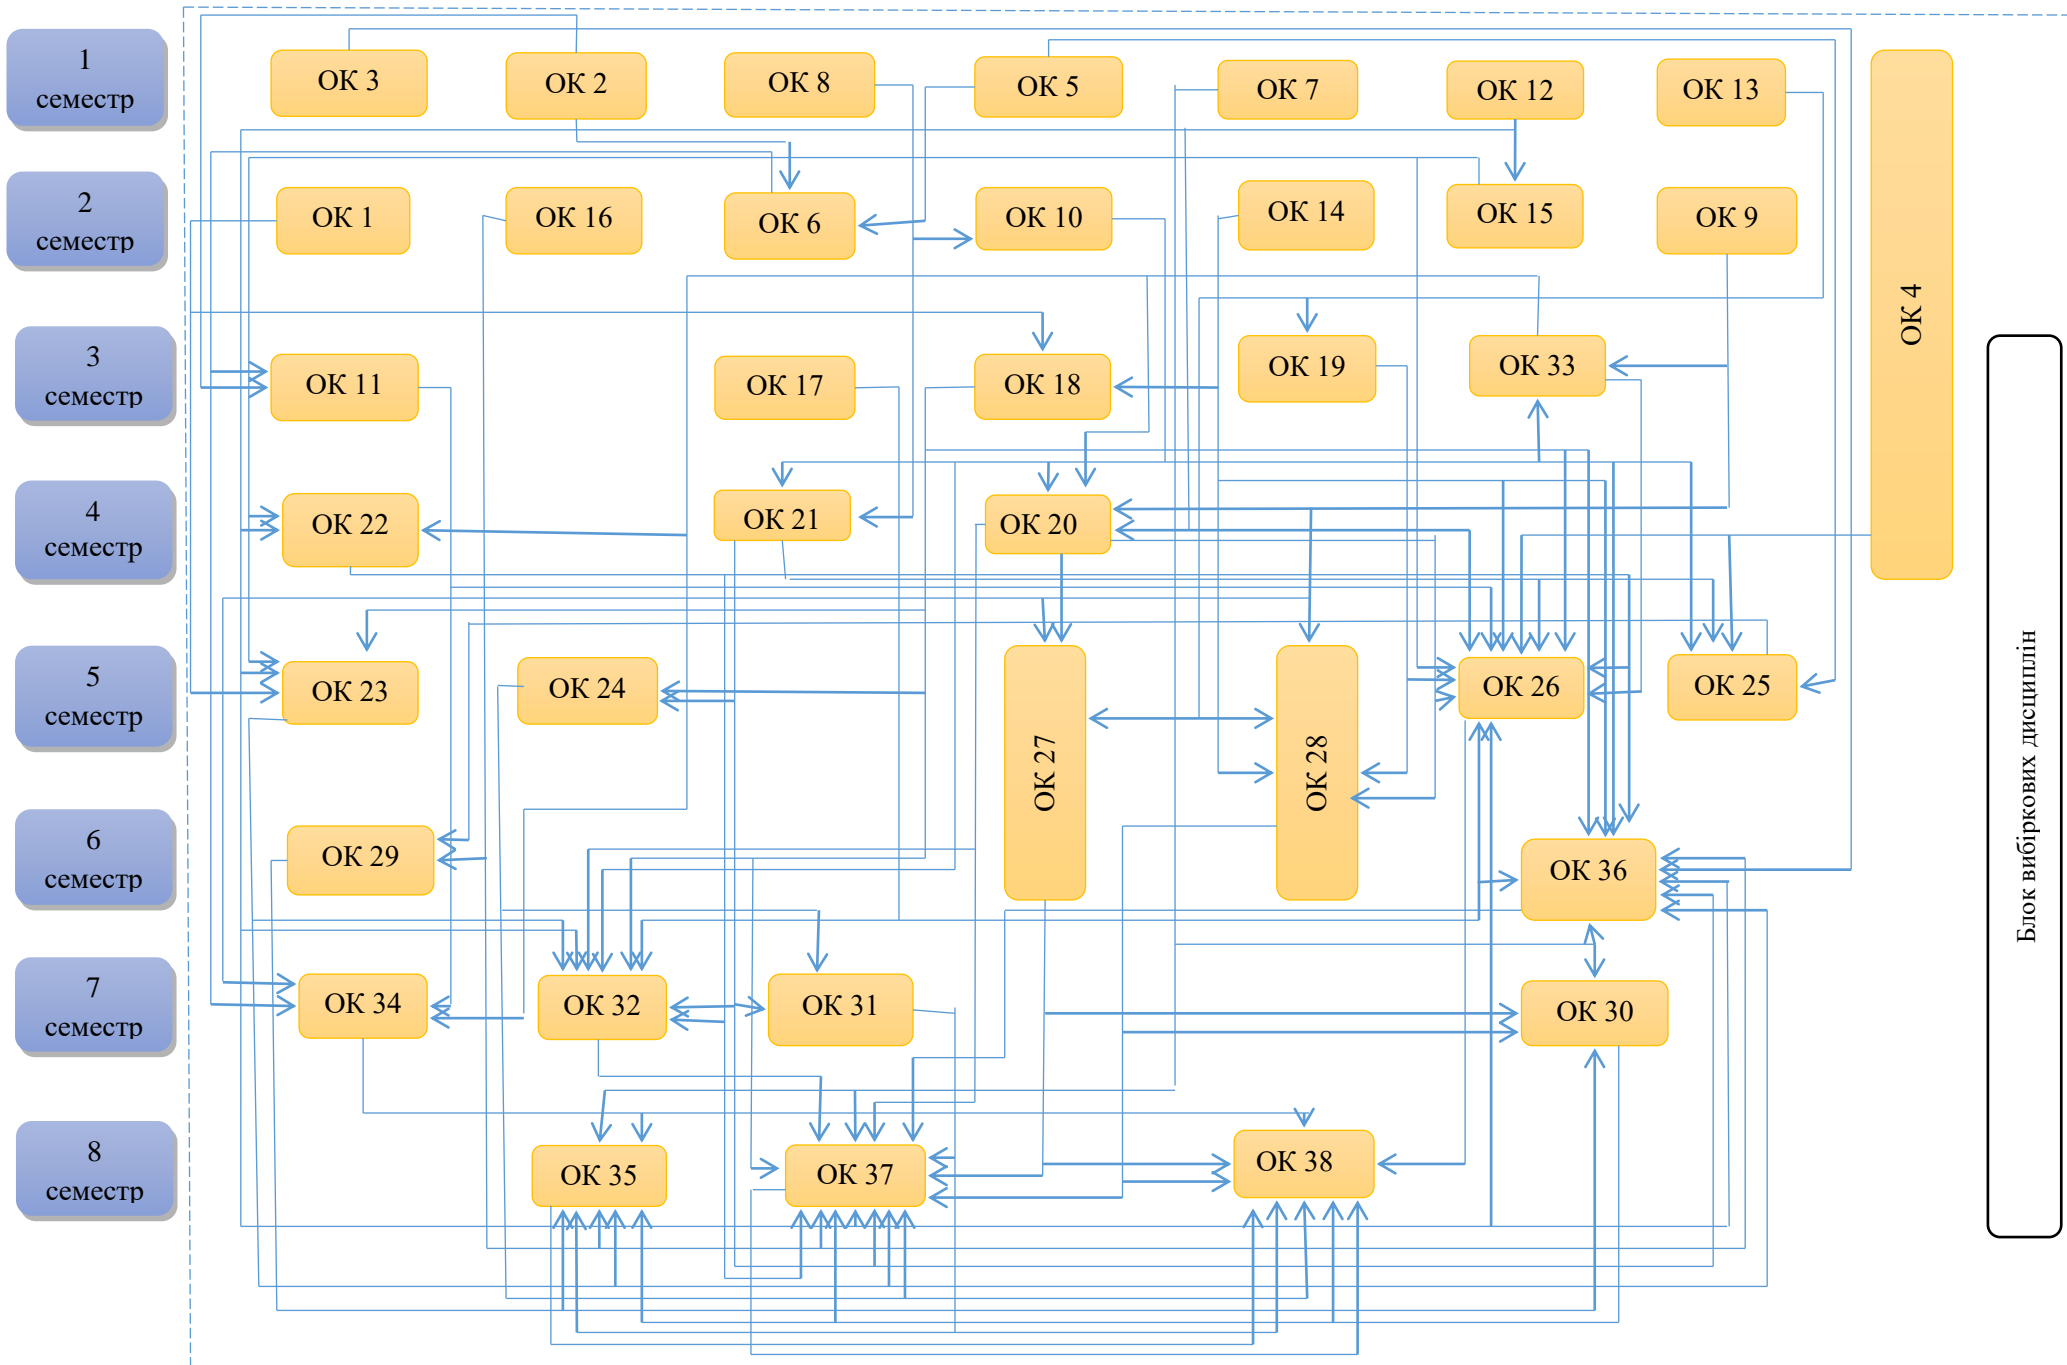 1
семестр
ОК 3
ОК 2
ОК 8
ОК 5
ОК 7
ОК 12
ОК 13
ОК 4
2
семестр
ОК 1
ОК 16
ОК 6
ОК 10
ОК 14
ОК 15
ОК 9
3
семестр
ОК 11
ОК 17
ОК 18
ОК 19
ОК 33
4
семестр
ОК 22
ОК 21
ОК 20
5
семестр
ОК 23
ОК 24
ОК 27
ОК 28
ОК 26
ОК 25
6
семестр
ОК 29
ОК 36
7
семестр
ОК 34
ОК 32
ОК 31
ОК 30
8
семестр
ОК 35
ОК 37
ОК 38
Блок вибіркових дисциплін